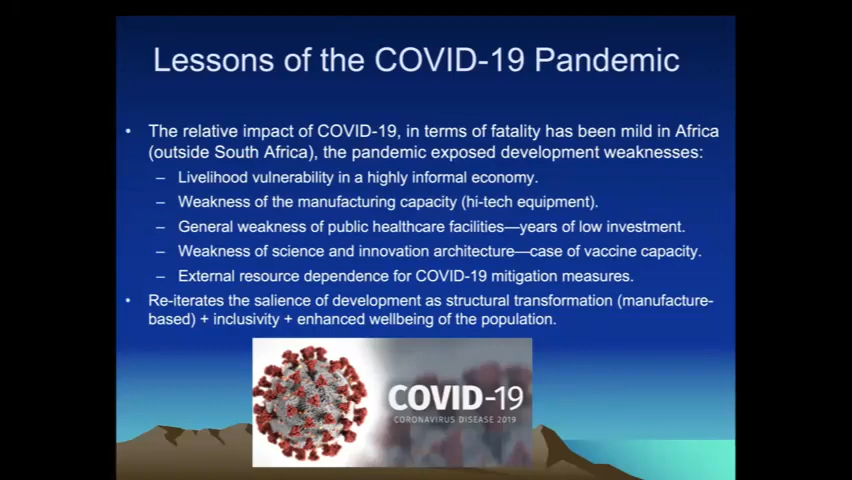 Lessons of the COVID-19 Pandemic
• The relative impact of COVID-19, in terms of fatality has been mild in Africa
(outside South Africa), the pandemic exposed development weaknesses:
– Livelihood vulnerability in a highly informal economy.
– Weakness of the manufacturing capacity (hi-tech equipment).
– General weakness of public healthcare facilities—years of low investment.
– Weakness of science and innovation architecture—case of vaccine capacity.
– External resource dependence for COVID-19 mitigation measures.
• Re-iterates the salience of development as structural transformation (manufacture-
based) + inclusivity + enhanced wellbeing of the population.
COVID-19
CORONAVIRUS DISEASE 2019